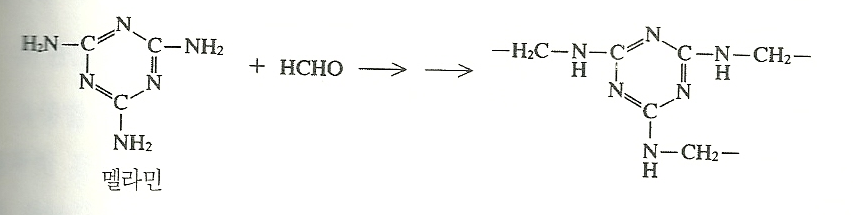 H₂N—C N C—NH₂ + HCHO → → —H₂C—N—C N C—N—CH₂—
H H
N N N N
C C
NH₂ N—CH₂—
H
멜라민